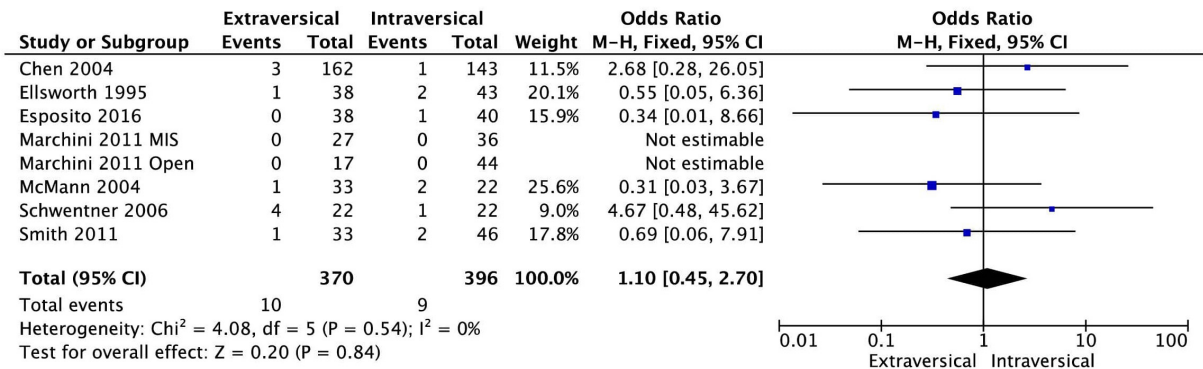 Extraversical Intraversical Odds Ratio Odds Ratio
Study or Subgroup Events Total Events Total Weight M-H, Fixed, 95% CI M-H, Fixed, 95% CI
Chen 2004 3 162 1 143 11.5% 2.68 [0.28, 26.05]
Ellsworth 1995 1 38 2 43 20.1% 0.55 [0.05, 6.36]
Esposito 2016 0 38 1 40 15.9% 0.34 [0.01, 8.66]
Marchini 2011 MIS 0 27 0 36 Not estimable
Marchini 2011 Open 0 17 0 44 Not estimable
McMann 2004 1 33 2 22 25.6% 0.31 [0.03, 3.67]
Schwentner 2006 4 22 1 22 9.0% 4.67 [0.48, 45.62]
Smith 2011 1 33 2 46 17.8% 0.69 [0.06, 7.91]
Total (95% CI) 370 396 100.0% 1.10 [0.45, 2.70]
Total events 10 9
Heterogeneity: Chi² = 4.08, df = 5 (P = 0.54); I² = 0%
Test for overall effect: Z = 0.20 (P = 0.84)
0.01 0.1 1 10 100
Extraversical Intraversical